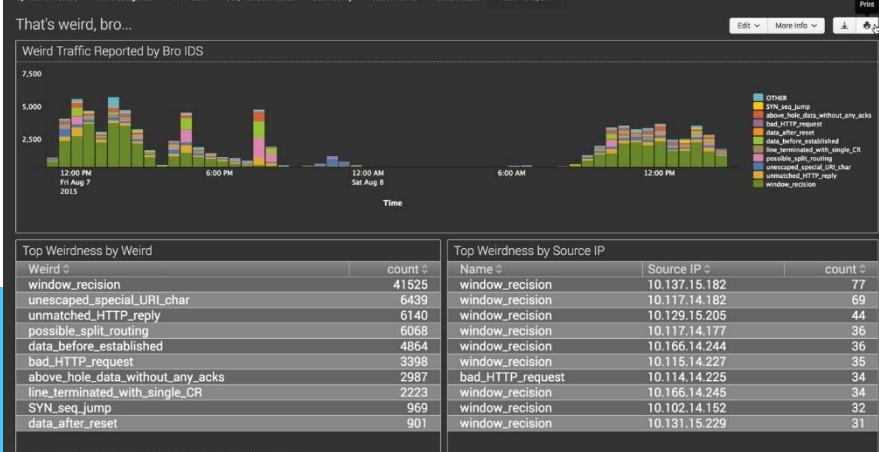 Print
That's weird, bro...
Edit
More Info
Weird Traffic Reported by Bro IDS
7,500
5,000
2,500
12:00 PM
Fri Aug 7
2015
6:00 PM
12:00 AM
Sat Aug 8
6:00 AM
12:00 PM
Time
OTHER
SYN_seq_jump
above_hole_data_without_any_acks
bad_HTTP_request
data_after_reset
data_before_established
line_terminated_with_single_CR
possible_split_routing
unescaped_special_URI_char
unmatched_HTTP_reply
window_recision
Top Weirdness by Weird
Weird count
window_recision 41525
unescaped_special_URI_char 6439
unmatched_HTTP_reply 6140
possible_split_routing 6068
data_before_established 4864
bad_HTTP_request 3398
above_hole_data_without_any_acks 2987
line_terminated_with_single_CR 2223
SYN_seq_jump 969
data_after_reset 901
Top Weirdness by Source IP
Name Source IP count
window_recision 10.137.15.182 77
window_recision 10.117.14.182 69
window_recision 10.129.15.205 44
window_recision 10.117.14.177 36
window_recision 10.166.14.244 36
window_recision 10.115.14.227 35
bad_HTTP_request 10.114.14.225 34
window_recision 10.166.14.245 34
window_recision 10.102.14.152 32
window_recision 10.131.15.229 31